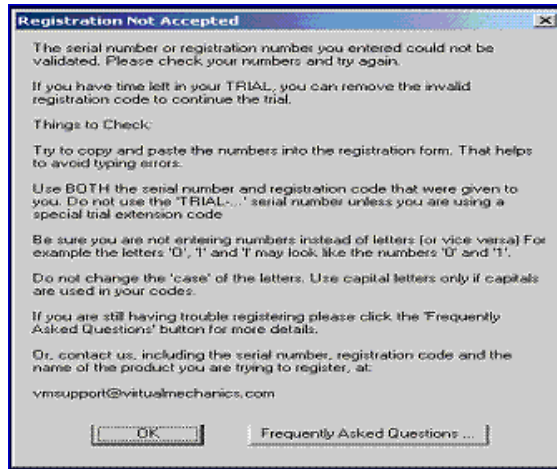 Registration Not Accepted
The serial number or registration number you entered could not be
validated. Please check your numbers and try again.
If you have time left in your TRIAL, you can remove the invalid
registration code to continue the trial.
Things to Check:
Try to copy and paste the numbers into the registration form. That helps
to avoid typing errors.
Use BOTH the serial number and registration code that were given to
you. Do not use the 'TRIAL-...' serial number unless you are using a
special trial extension code
Be sure you are not entering numbers instead of letters (or vice versa) For
example the letters 'O', 'l' and 'I' may look like the numbers '0' and '1'.
Do not change the 'case' of the letters. Use capital letters only if capitals
are used in your codes.
If you are still having trouble registering please click the 'Frequently
Asked Questions' button for more details.
Or, contact us, including the serial number, registration code and the
name of the product you are trying to register, at:
vmsupport@virtualmechanics.com
OK
Frequently Asked Questions ...